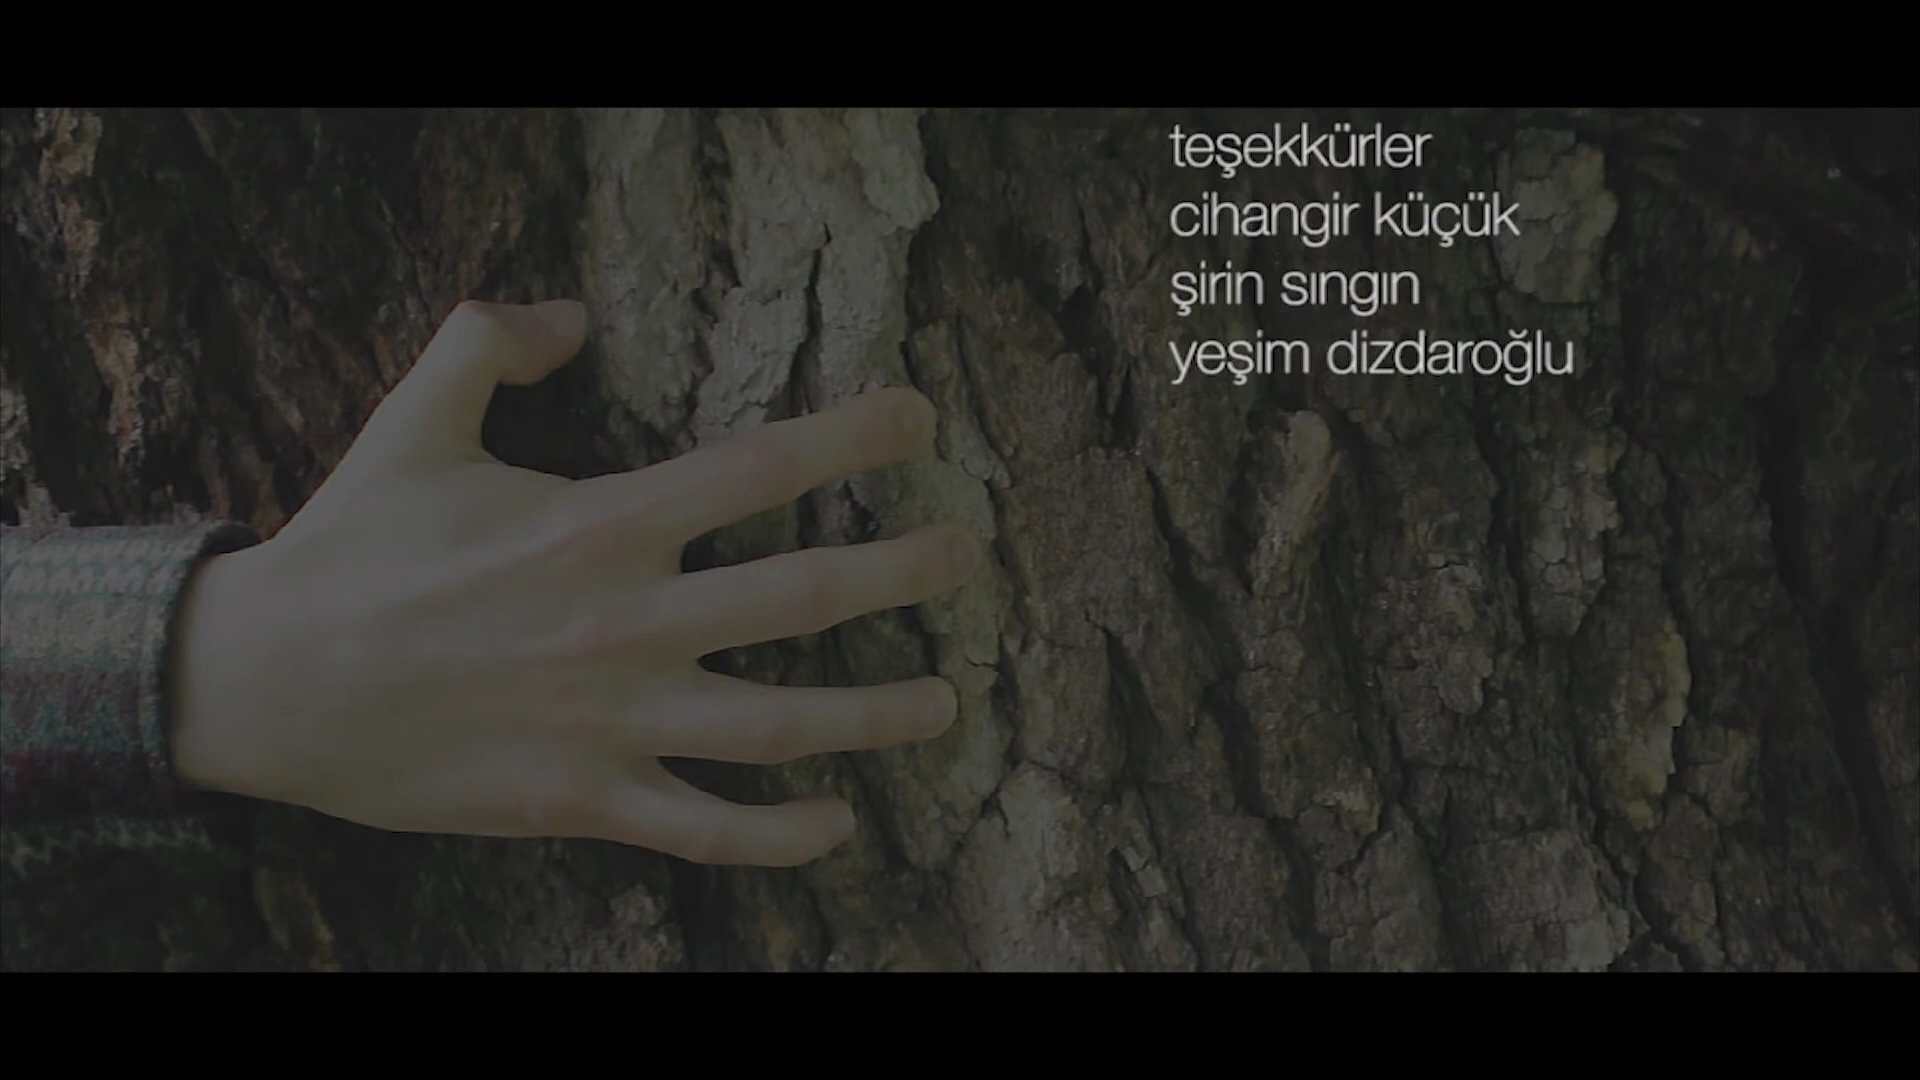 teşekkürler
cihangir küçük
şirin sıngın
yeşim dizdaroğlu